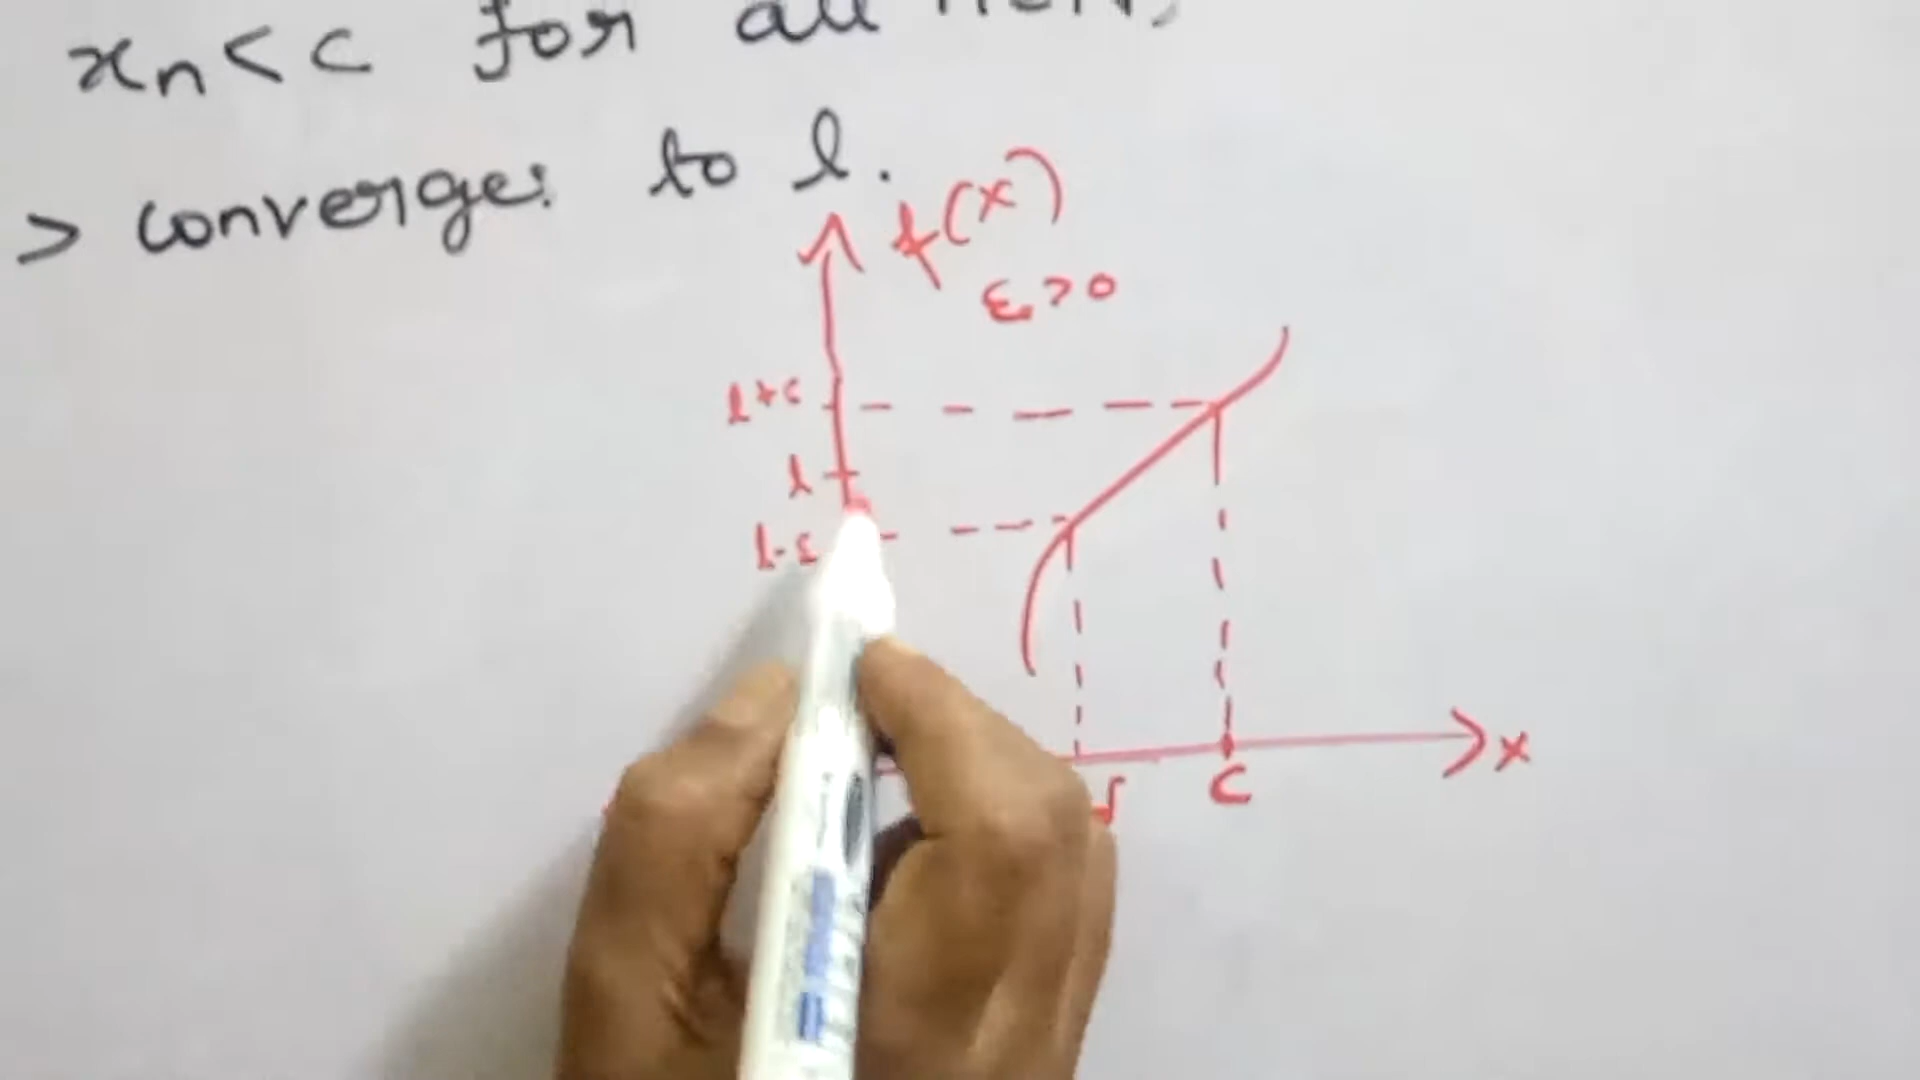 xn < c for all n∈N,
> converges to l.
f(x)
ε>0
l+ε
l
l-ε
c
x